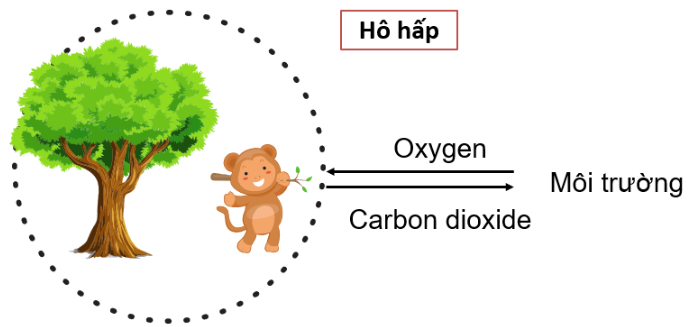 Hô hấp
Oxygen
Môi trường
Carbon dioxide